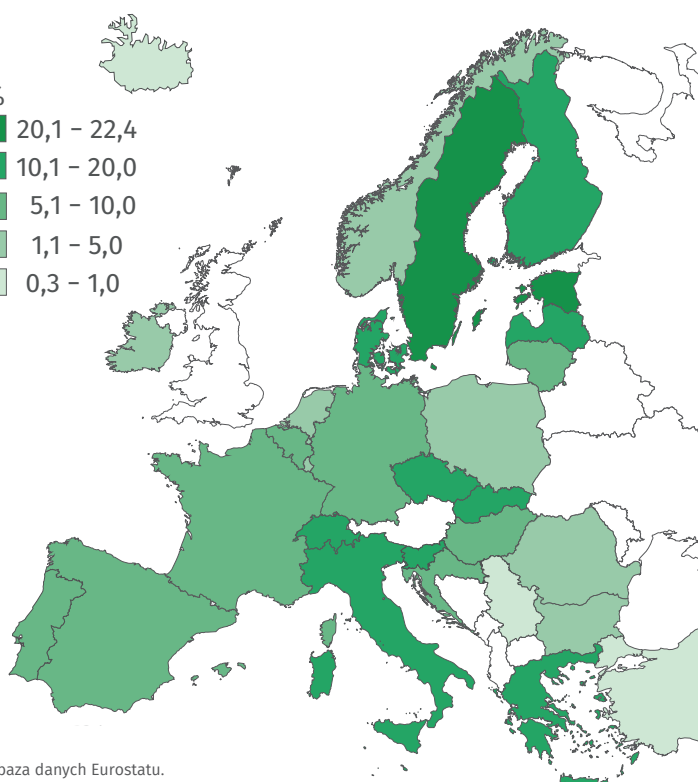 %
20,1 – 22,4
10,1 – 20,0
5,1 – 10,0
1,1 – 5,0
0,3 – 1,0
baza danych Eurostatu.